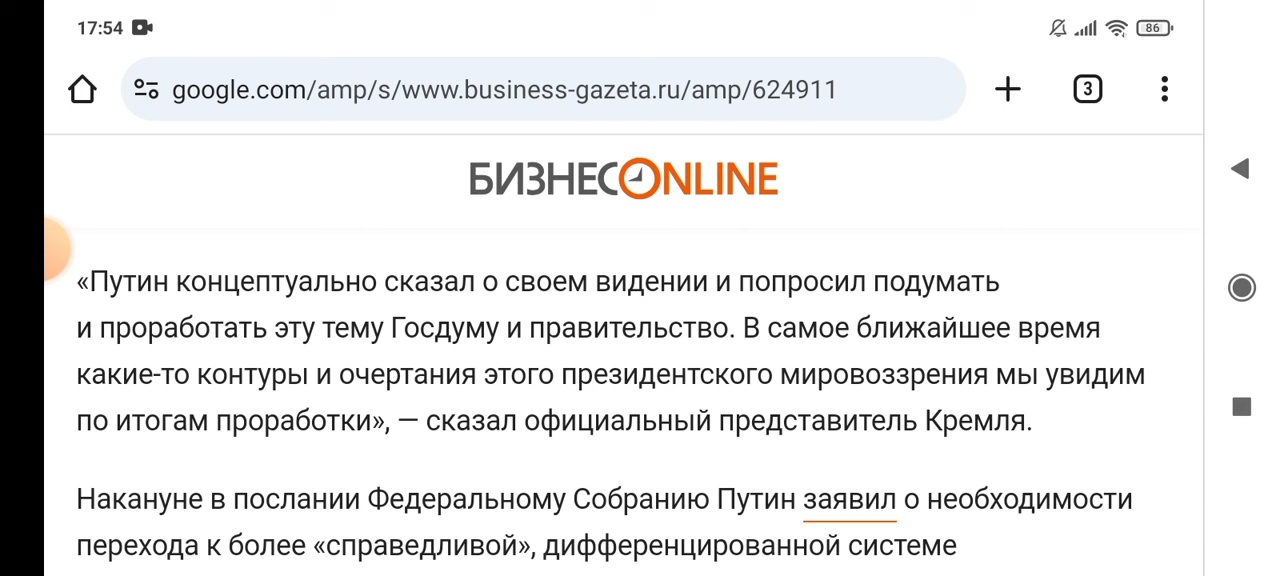 17:54
86
google.com/amp/s/www.business-gazeta.ru/amp/624911
3
БИЗНЕСONLINE
«Путин концептуально сказал о своем видении и попросил подумать
и проработать эту тему Госдуму и правительство. В самое ближайшее время
какие-то контуры и очертания этого президентского мировоззрения мы увидим
по итогам проработки», — сказал официальный представитель Кремля.
Накануне в послании Федеральному Собранию Путин заявил о необходимости
перехода к более «справедливой», дифференцированной системе